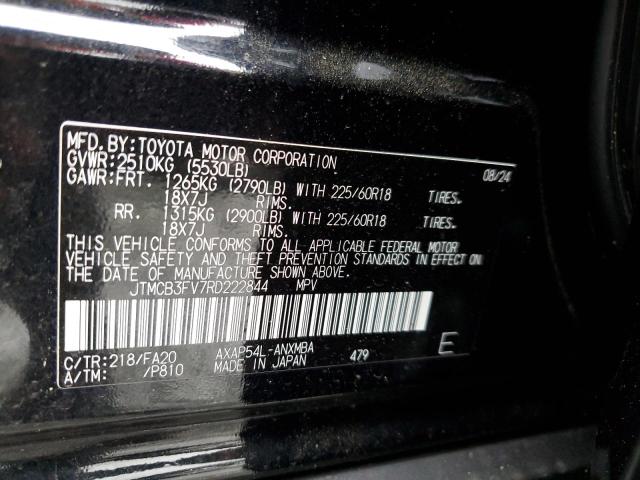 MFD.BY:TOYOTA MOTOR CORPORATION 08/24
GVWR:2510KG (5530LB)
GAWR:FRT. 1265KG (2790LB) WITH 225/60R18 TIRES.
18X7J RIMS.
RR. 1315KG (2900LB) WITH 225/60R18 TIRES.
18X7J RIMS.
THIS VEHICLE CONFORMS TO ALL APPLICABLE FEDERAL MOTOR
VEHICLE SAFETY AND THEFT PREVENTION STANDARDS IN EFFECT ON
THE DATE OF MANUFACTURE SHOWN ABOVE.
JTMCB3FV7RD222844 MPV
C/TR:218/FA20 AXAP54L-ANXMBA 479 E
A/TM: /P810 MADE IN JAPAN